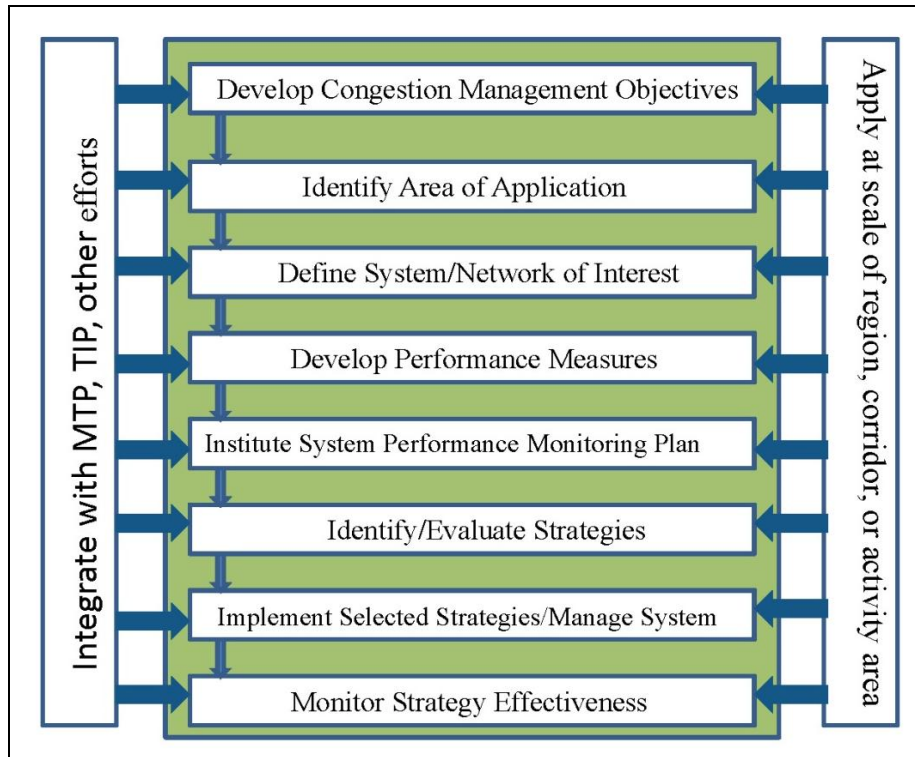 Integrate with MTP, TIP, other efforts
Develop Congestion Management Objectives
Identify Area of Application
Define System/Network of Interest
Develop Performance Measures
Institute System Performance Monitoring Plan
Identify/Evaluate Strategies
Implement Selected Strategies/Manage System
Monitor Strategy Effectiveness
Apply at scale of region, corridor, or activity area